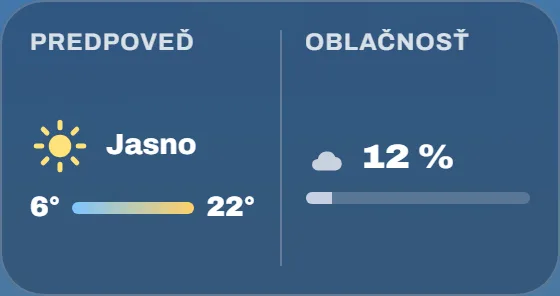 PREDPOVEĎ
Jasno
6° 22°
OBLAČNOSŤ
12 %